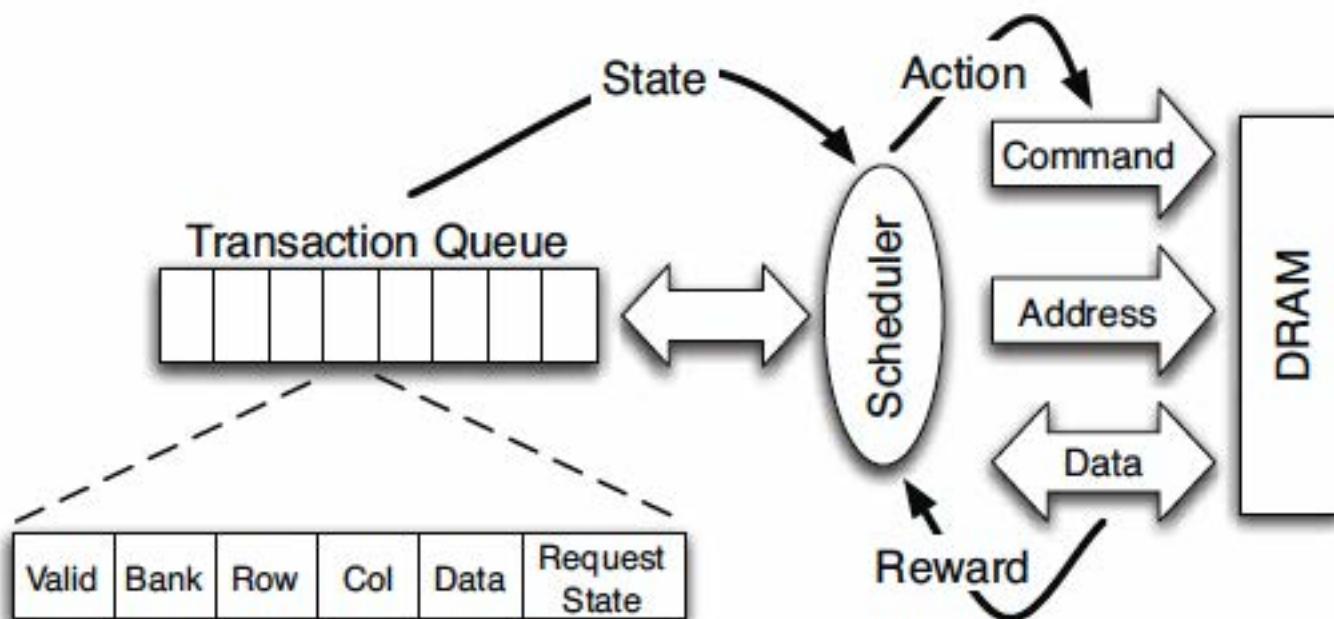 State
Action
Command
Transaction Queue
Scheduler
Address
DRAM
Data
Reward
Valid
Bank
Row
Col
Data
Request
State